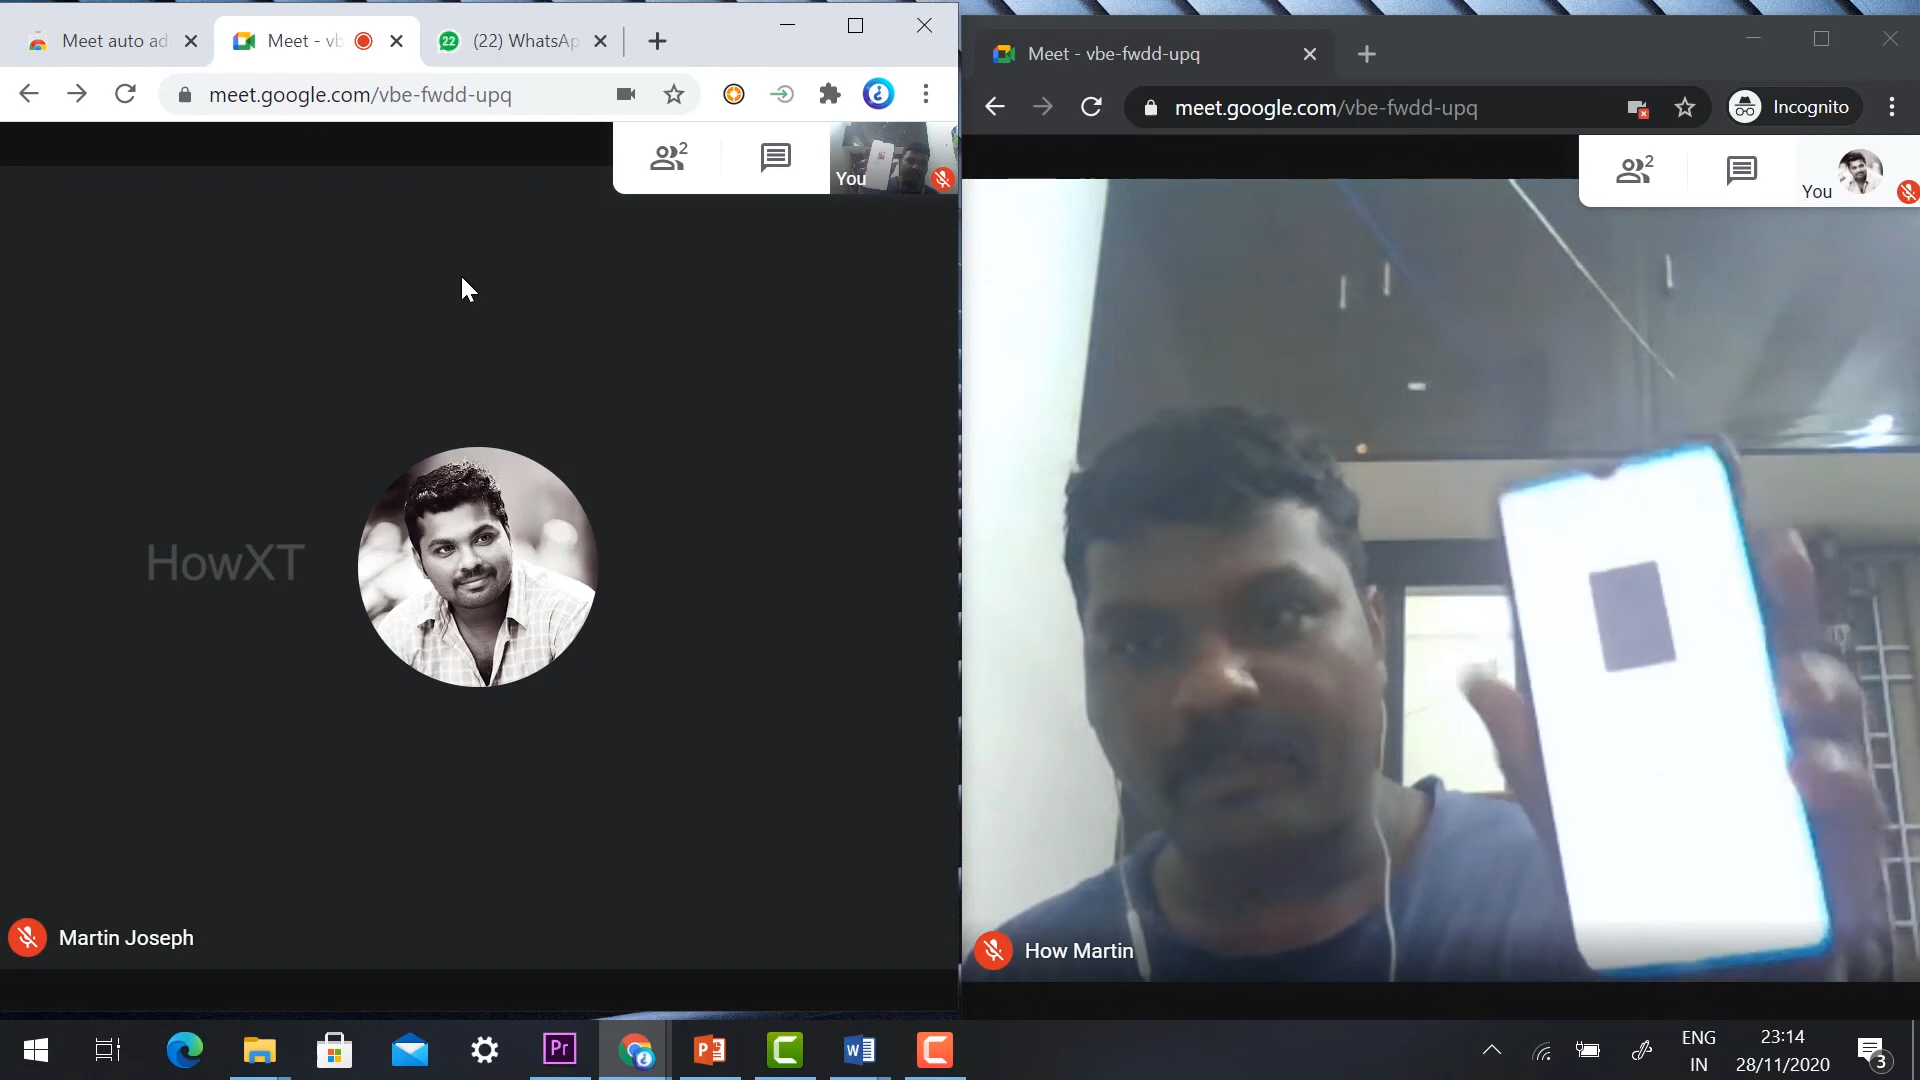 Meet auto ad
Meet - vb
22
(22) WhatsAp
meet.google.com/vbe-fwdd-upq
2
You
HowXT
Martin Joseph
Meet - vbe-fwdd-upq
meet.google.com/vbe-fwdd-upq
Incognito
2
You
How Martin
Pr
P
W
ENG
IN
23:14
28/11/2020
3